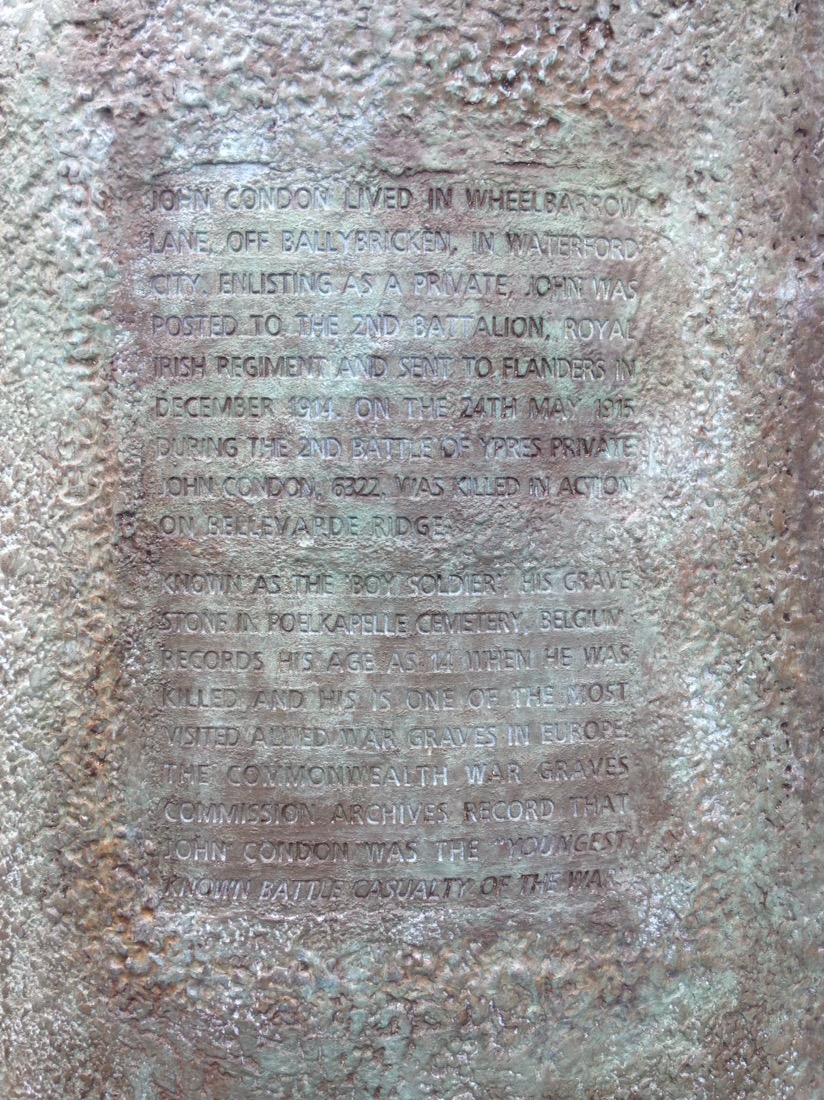 JOHN CONDON LIVED IN WHEELBARROW
LANE, OFF BALLYBRICKEN, IN WATERFORD
CITY. ENLISTING AS A PRIVATE, JOHN WAS
POSTED TO THE 2ND BATTALION, ROYAL
IRISH REGIMENT AND SENT TO FLANDERS IN
DECEMBER 1914. ON THE 24TH MAY 1915
DURING THE 2ND BATTLE OF YPRES PRIVATE
JOHN CONDON, 6322, WAS KILLED IN ACTION
ON BELLEVARDE RIDGE.
KNOWN AS THE 'BOY SOLDIER' HIS GRAVE
STONE IN POELKAPELLE CEMETERY, BELGIUM
RECORDS HIS AGE AS 14 WHEN HE WAS
KILLED AND HIS IS ONE OF THE MOST
VISITED ALLIED WAR GRAVES IN EUROPE.
THE COMMONWEALTH WAR GRAVES
COMMISSION ARCHIVES RECORD THAT
JOHN CONDON WAS THE "YOUNGEST
KNOWN BATTLE CASUALTY OF THE WAR"